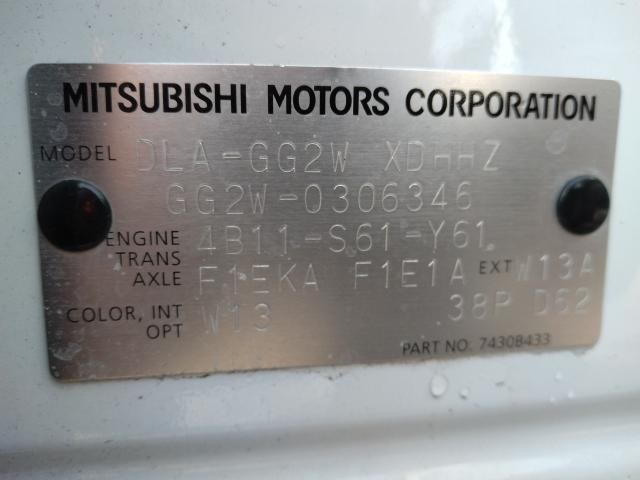 MITSUBISHI MOTORS CORPORATION
MODEL DLA-GG2W XDHHZ
GG2W-0306346
ENGINE 4B11-S61-Y61
TRANS AXLE F1EKA F1E1A EXT W13A
COLOR, INT OPT W13 38P D62
PART NO. 7430B433